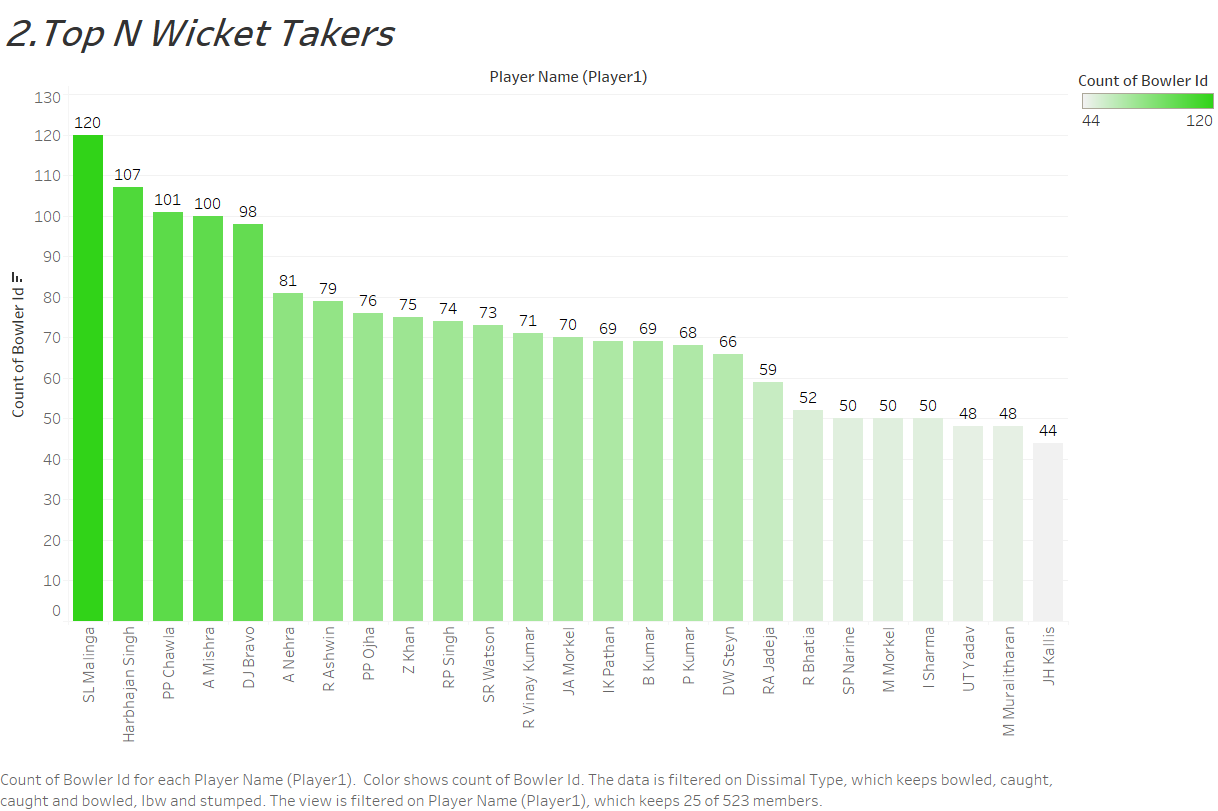 2.Top N Wicket Takers
Player Name (Player1)
Count of Bowler Id
44 120
Count of Bowler Id
130
120
110
100
90
80
70
60
50
40
30
20
10
0
120
107
101
100
98
81
79
76
75
74
73
71
70
69
69
68
66
59
52
50
50
50
48
48
44
SL Malinga
Harbhajan Singh
PP Chawla
A Mishra
DJ Bravo
A Nehra
R Ashwin
PP Ojha
Z Khan
RP Singh
SR Watson
R Vinay Kumar
JA Morkel
IK Pathan
B Kumar
P Kumar
DW Steyn
RA Jadeja
R Bhatia
SP Narine
M Morkel
I Sharma
UT Yadav
M Muralitharan
JH Kallis
Count of Bowler Id for each Player Name (Player1).  Color shows count of Bowler Id. The data is filtered on Dissimal Type, which keeps bowled, caught,
caught and bowled, lbw and stumped. The view is filtered on Player Name (Player1), which keeps 25 of 523 members.